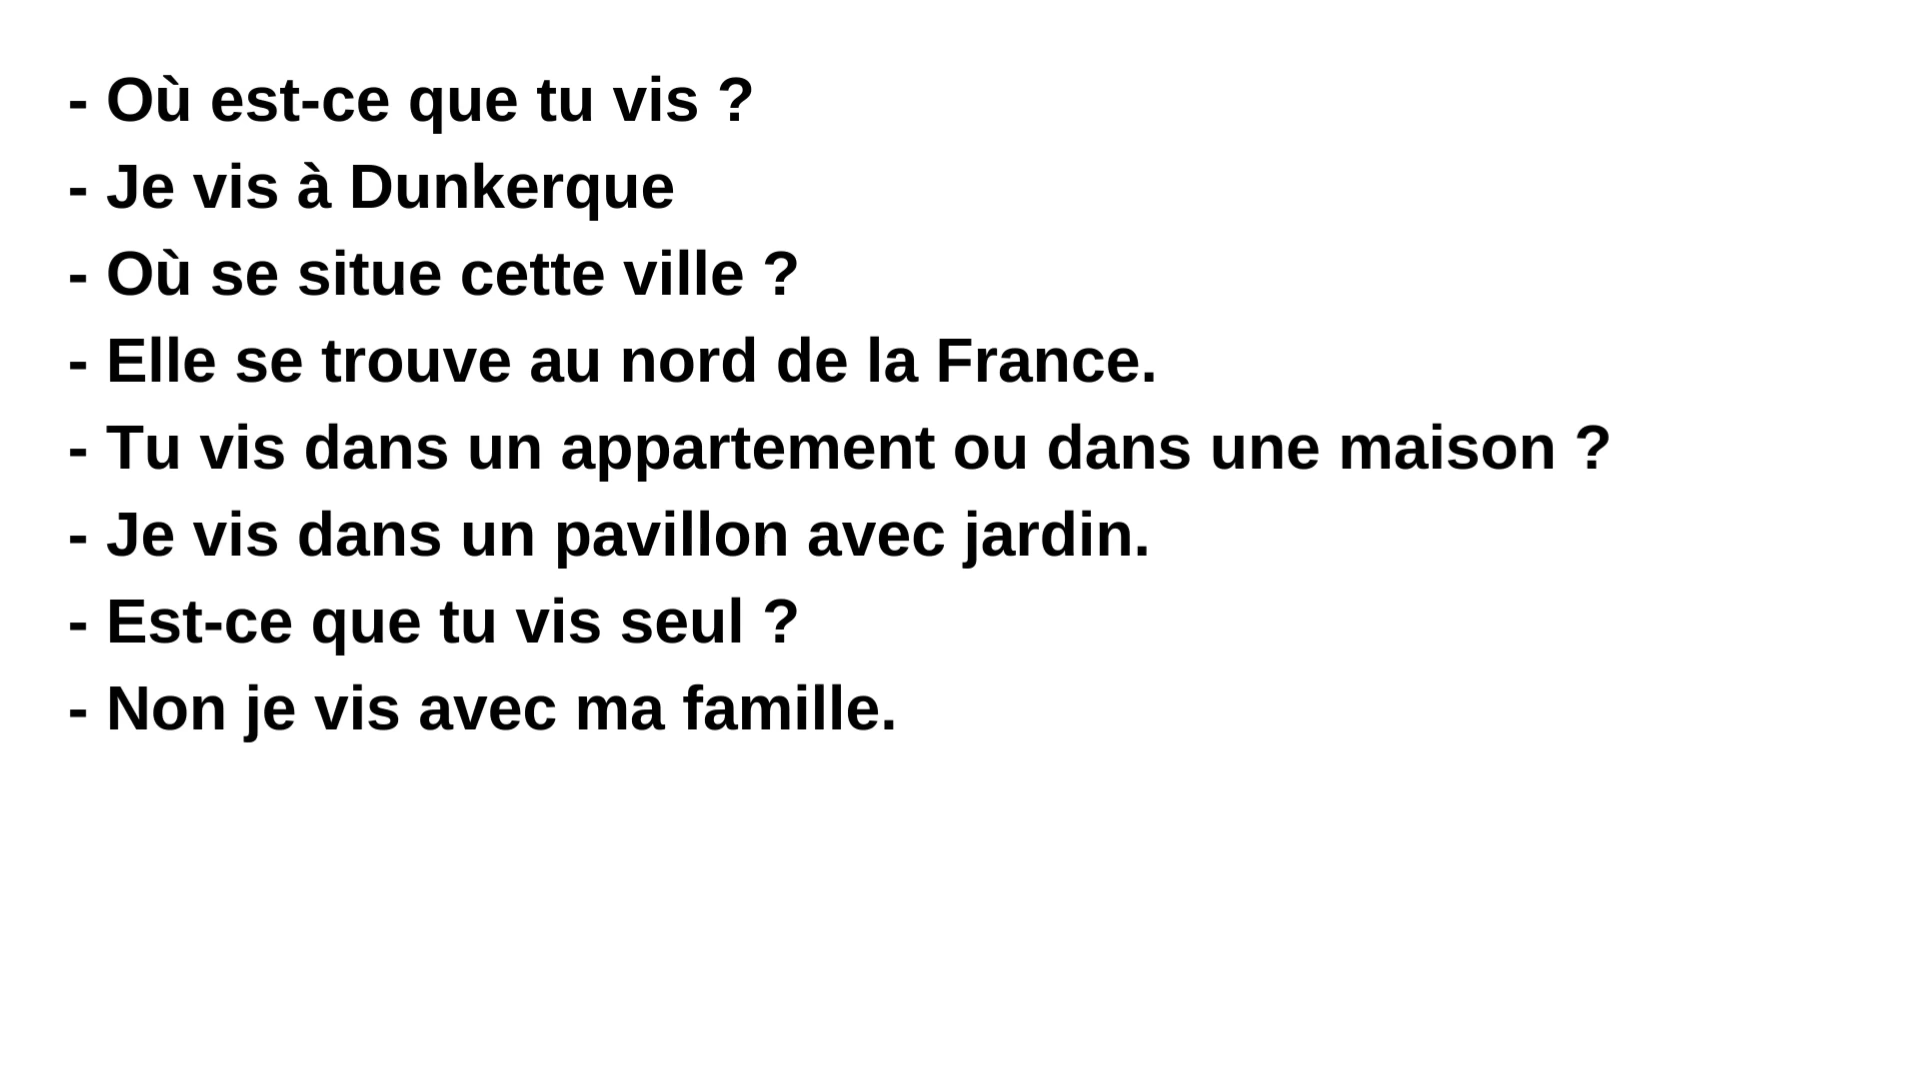 - Où est-ce que tu vis ?
- Je vis à Dunkerque
- Où se situe cette ville ?
- Elle se trouve au nord de la France.
- Tu vis dans un appartement ou dans une maison ?
- Je vis dans un pavillon avec jardin.
- Est-ce que tu vis seul ?
- Non je vis avec ma famille.